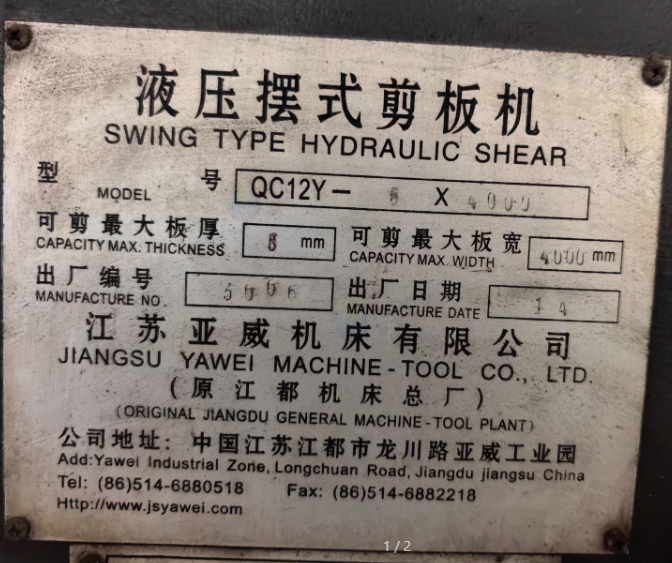 液压摆式剪板机
SWING TYPE HYDRAULIC SHEAR
型 号 QC12Y— 8 X 4000
MODEL
可剪最大板厚 8 mm 可剪最大板宽 4000 mm
CAPACITY MAX. THICKNESS CAPACITY MAX. WIDTH
出厂编号 出厂日期
MANUFACTURE NO. MANUFACTURE DATE
江苏亚威机床有限公司
JIANGSU YAWEI MACHINE-TOOL CO., LTD.
(原江都机床总厂)
(ORIGINAL JIANGDU GENERAL MACHINE-TOOL PLANT)
公司地址：中国江苏江都市龙川路亚威工业园
Add:Yawei Industrial Zone, Longchuan Road, Jiangdu jiangsu China
Tel: (86)514-6880518 Fax: (86)514-6882218
Http://www.jsyawei.com
1/2